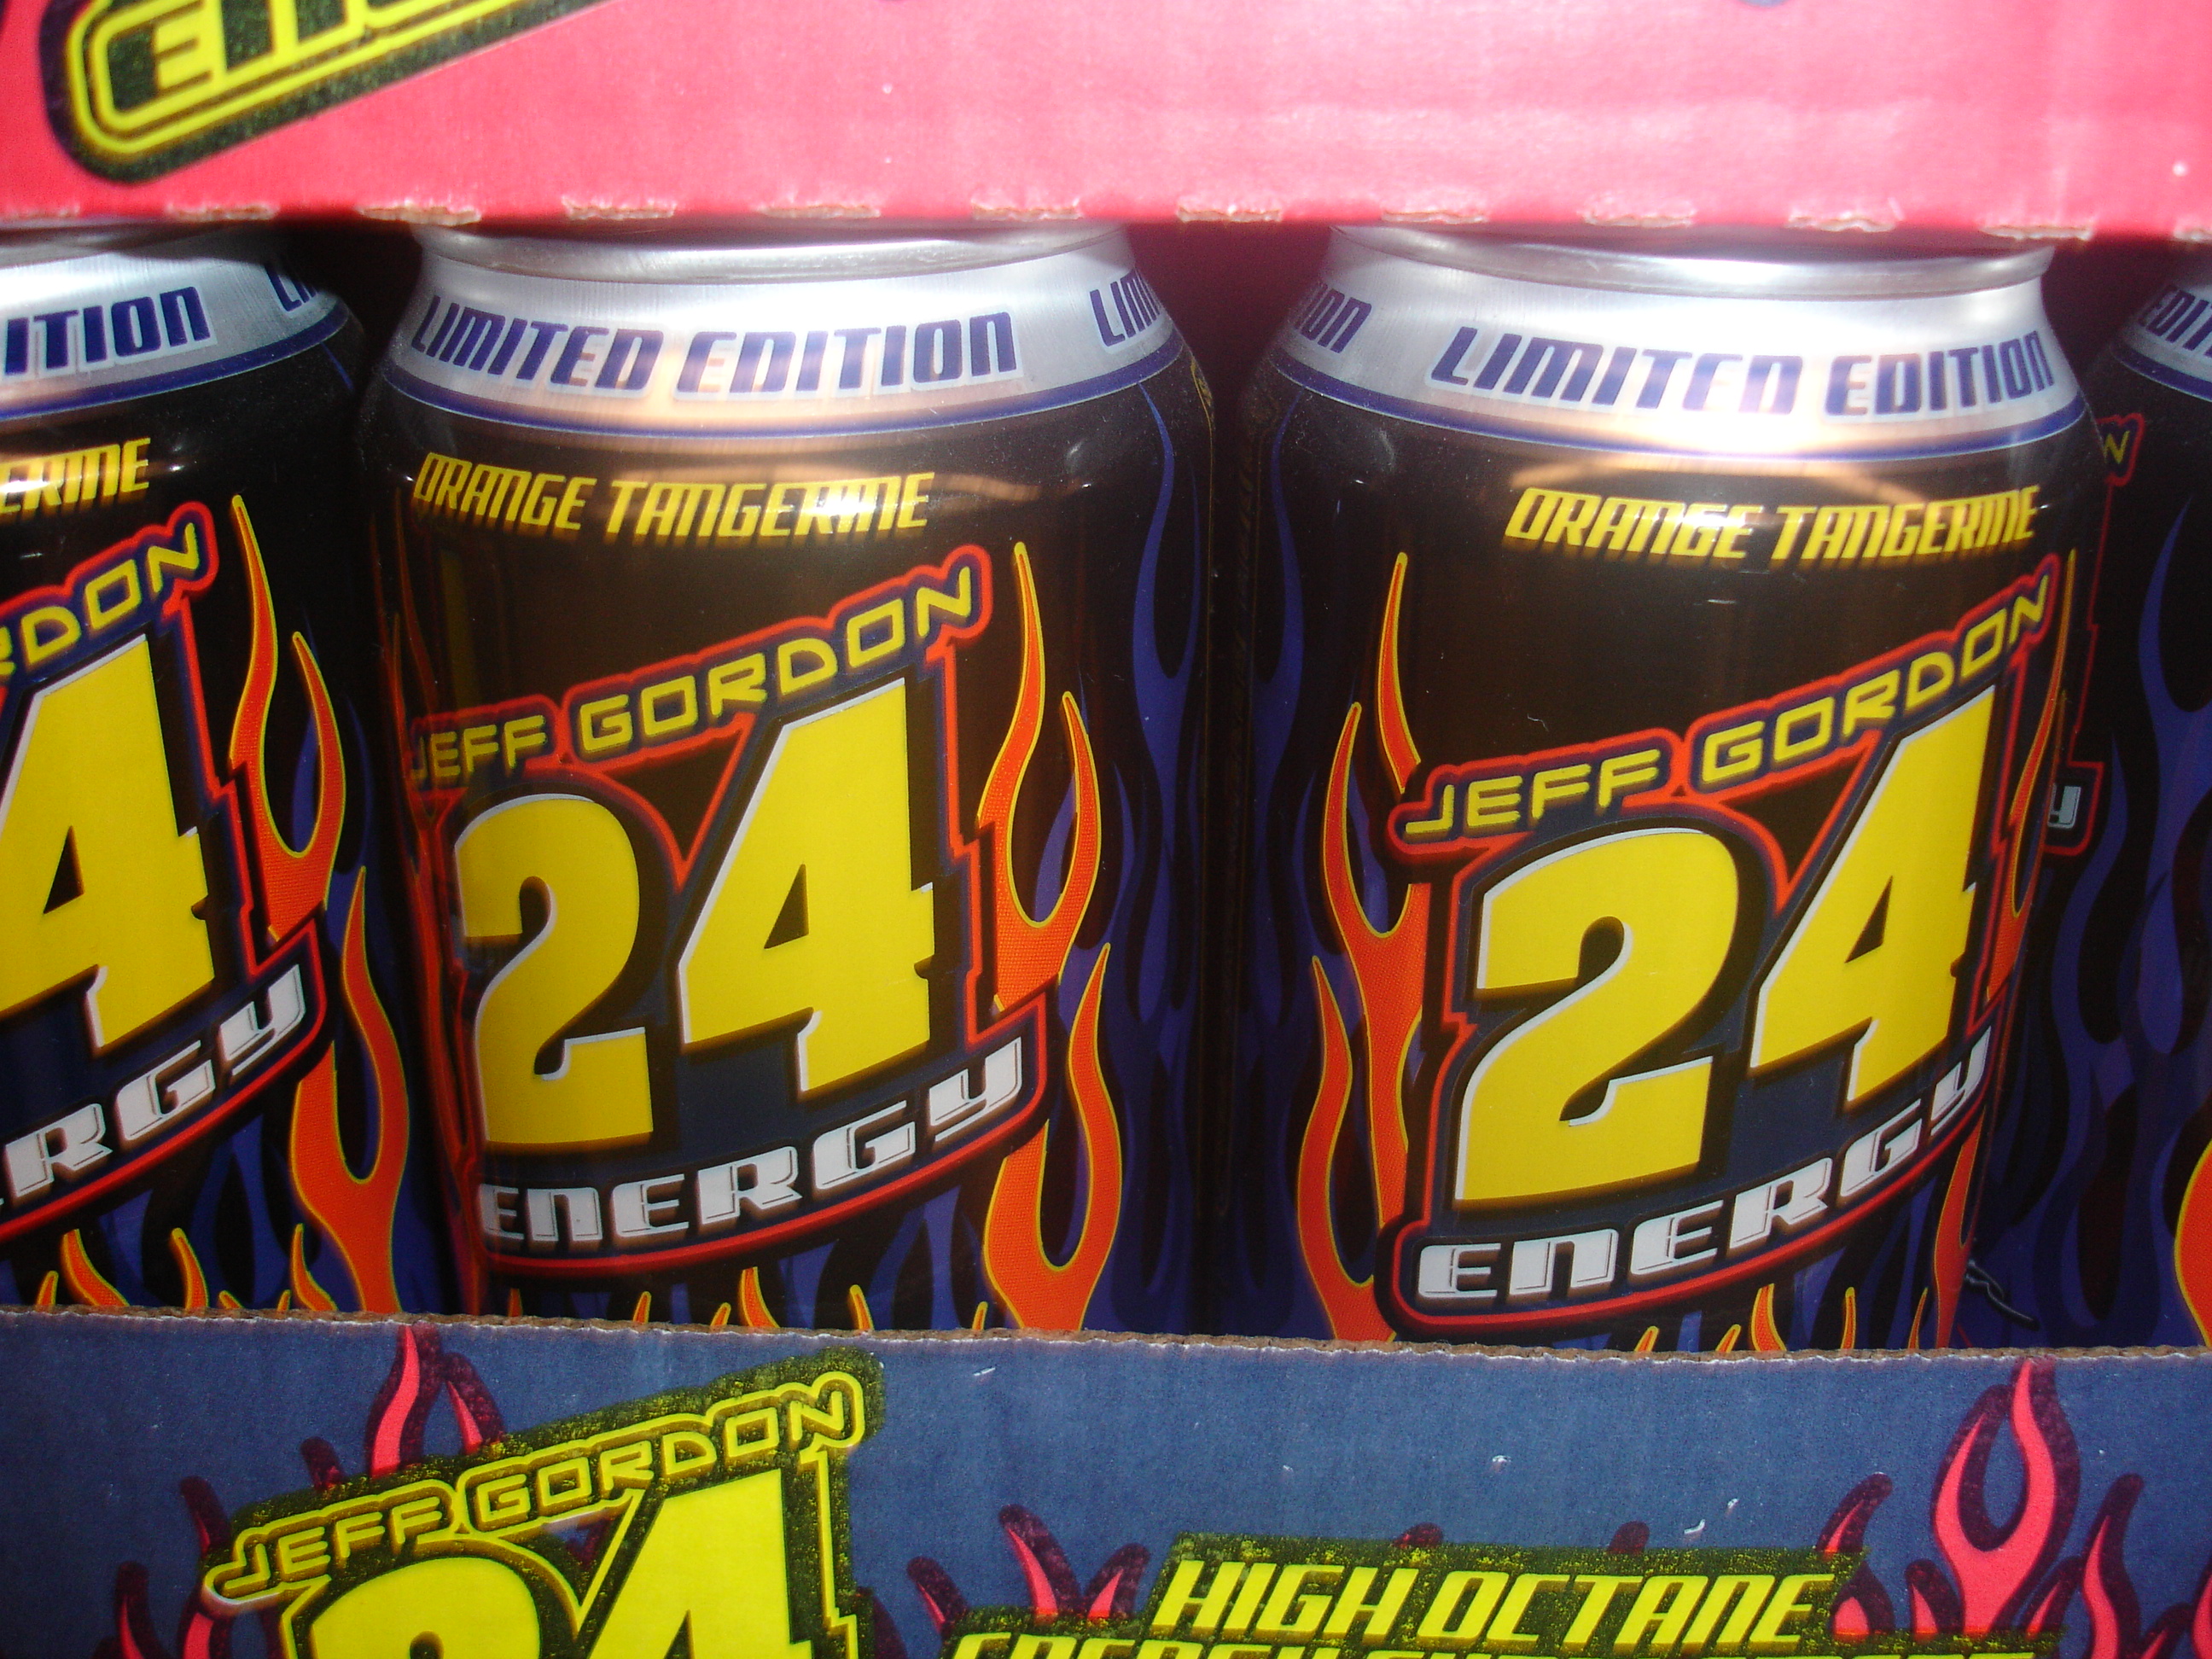 LIMITED EDITION
ORANGE TANGERINE
JEFF GORDON
24
ENERGY
LIMITED EDITION
ORANGE TANGERINE
JEFF GORDON
24
ENERGY
JEFF GORDON
24
HIGH OCTANE